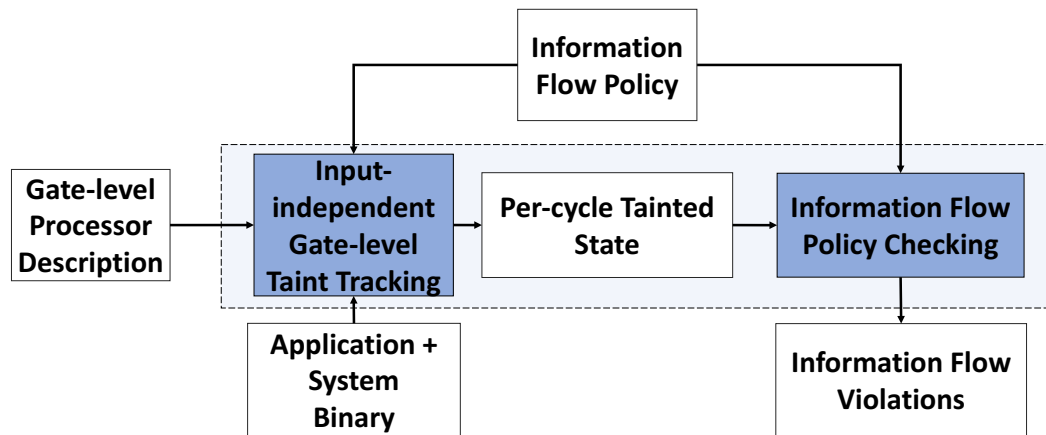 Information
Flow Policy
Gate-level
Processor
Description
Input-
independent
Gate-level
Taint Tracking
Per-cycle Tainted
State
Information Flow
Policy Checking
Application +
System
Binary
Information Flow
Violations